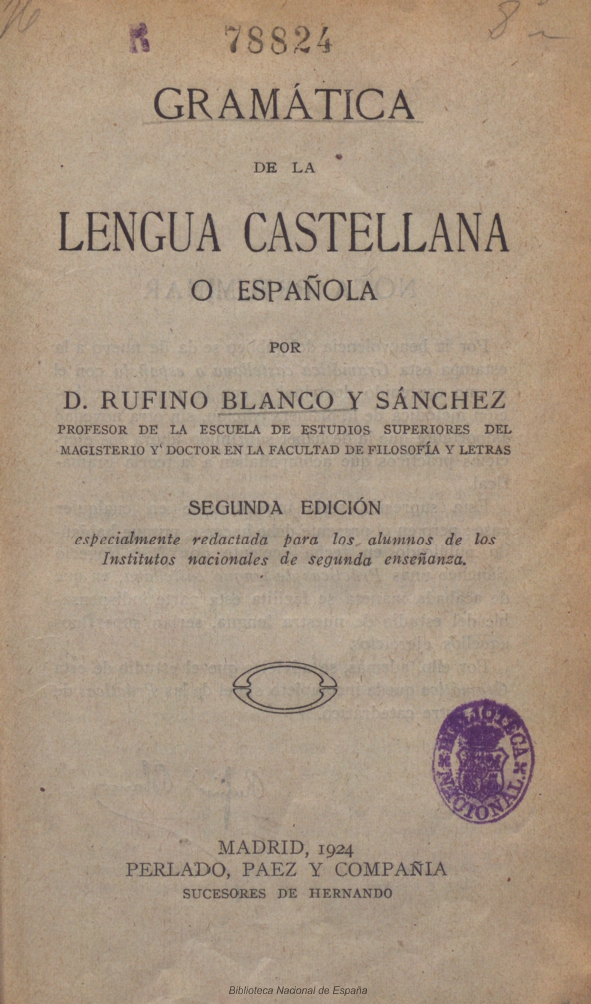 78824
GRAMÁTICA
DE LA
LENGUA CASTELLANA
O ESPAÑOLA
POR
D. RUFINO BLANCO Y SÁNCHEZ
PROFESOR DE LA ESCUELA DE ESTUDIOS SUPERIORES DEL
MAGISTERIO Y DOCTOR EN LA FACULTAD DE FILOSOFÍA Y LETRAS
SEGUNDA EDICIÓN
especialmente redactada para los alumnos de los
Institutos nacionales de segunda enseñanza.
BIBLIOTECA
NACIONAL
MADRID, 1924
PERLADO, PAEZ Y COMPAÑIA
SUCESORES DE HERNANDO
Biblioteca Nacional de España